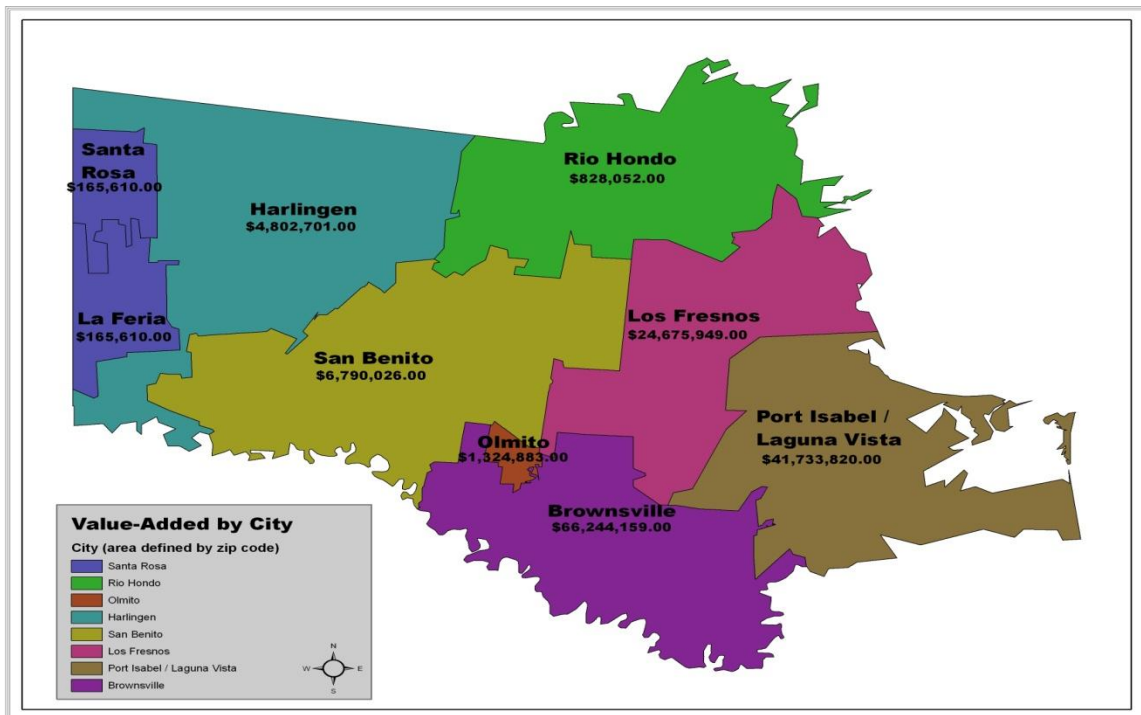 Santa
Rosa
$165,610.00
Rio Hondo
$828,052.00
Harlingen
$4,802,701.00
La Feria
$165,610.00
San Benito
$6,790,026.00
Los Fresnos
$24,675,949.00
Port Isabel /
Laguna Vista
$41,733,820.00
Olmito
$1,324,883.00
Brownsville
$66,244,159.00
Value-Added by City
City (area defined by zip code)
Santa Rosa
Rio Hondo
Olmito
Harlingen
San Benito
Los Fresnos
Port Isabel / Laguna Vista
Brownsville
N
W E
S